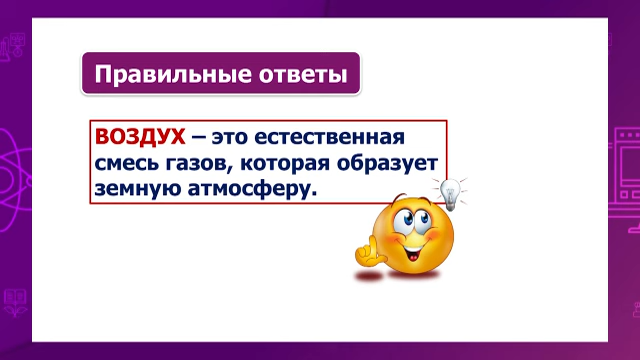 Правильные ответы
ВОЗДУХ – это естественная
смесь газов, которая образует
земную атмосферу.